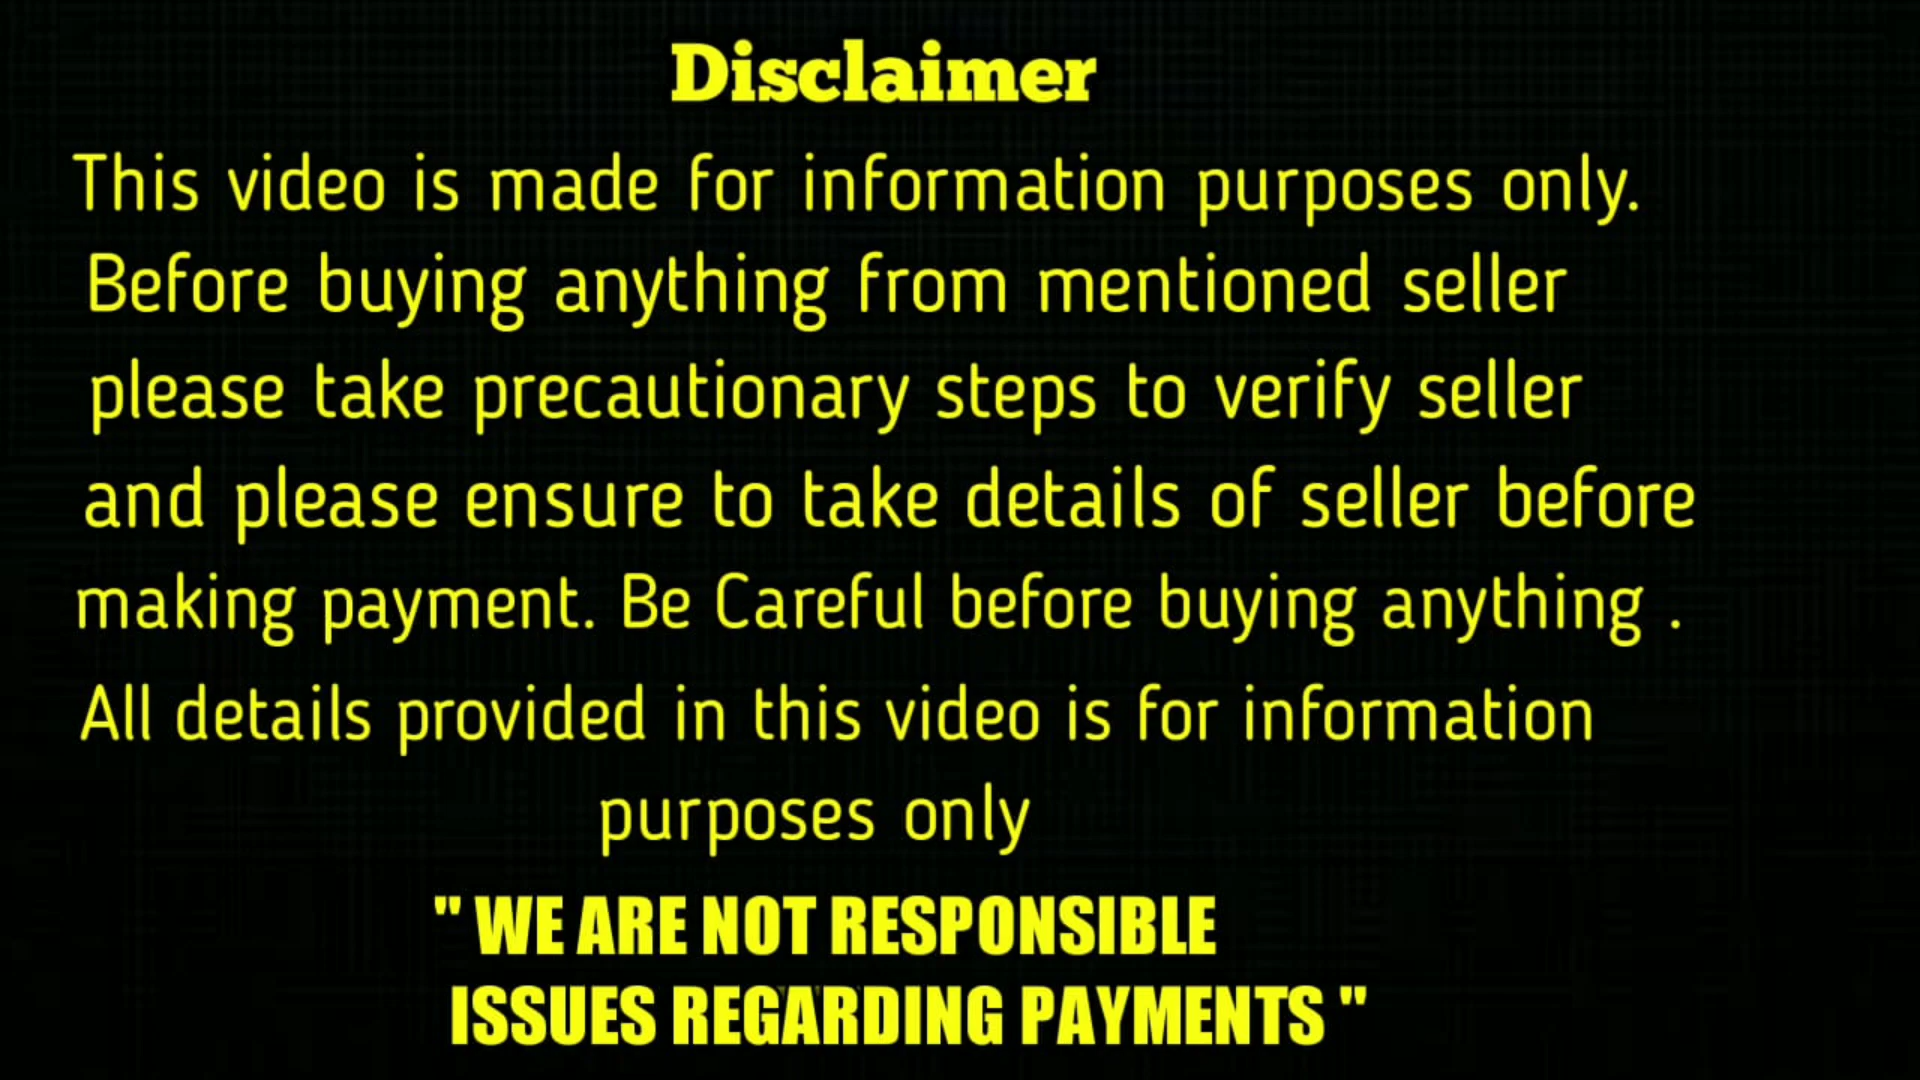 Disclaimer
This video is made for information purposes only.
Before buying anything from mentioned seller
please take precautionary steps to verify seller
and please ensure to take details of seller before
making payment. Be Careful before buying anything .
All details provided in this video is for information
purposes only
" WE ARE NOT RESPONSIBLE
ISSUES REGARDING PAYMENTS "